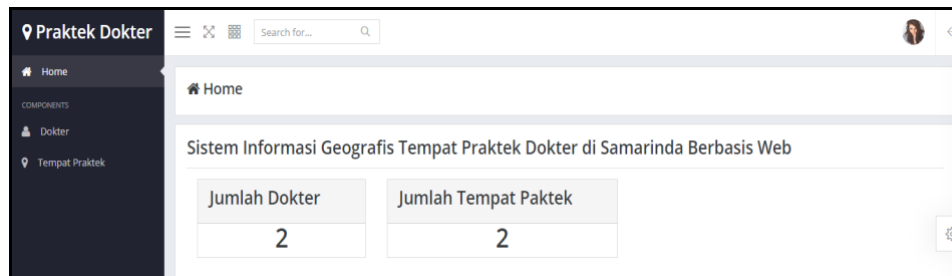 Praktek Dokter
Search for...
Home
COMPONENTS
Dokter
Tempat Praktek
Home
Sistem Informasi Geografis Tempat Praktek Dokter di Samarinda Berbasis Web
Jumlah Dokter
2
Jumlah Tempat Paktek
2